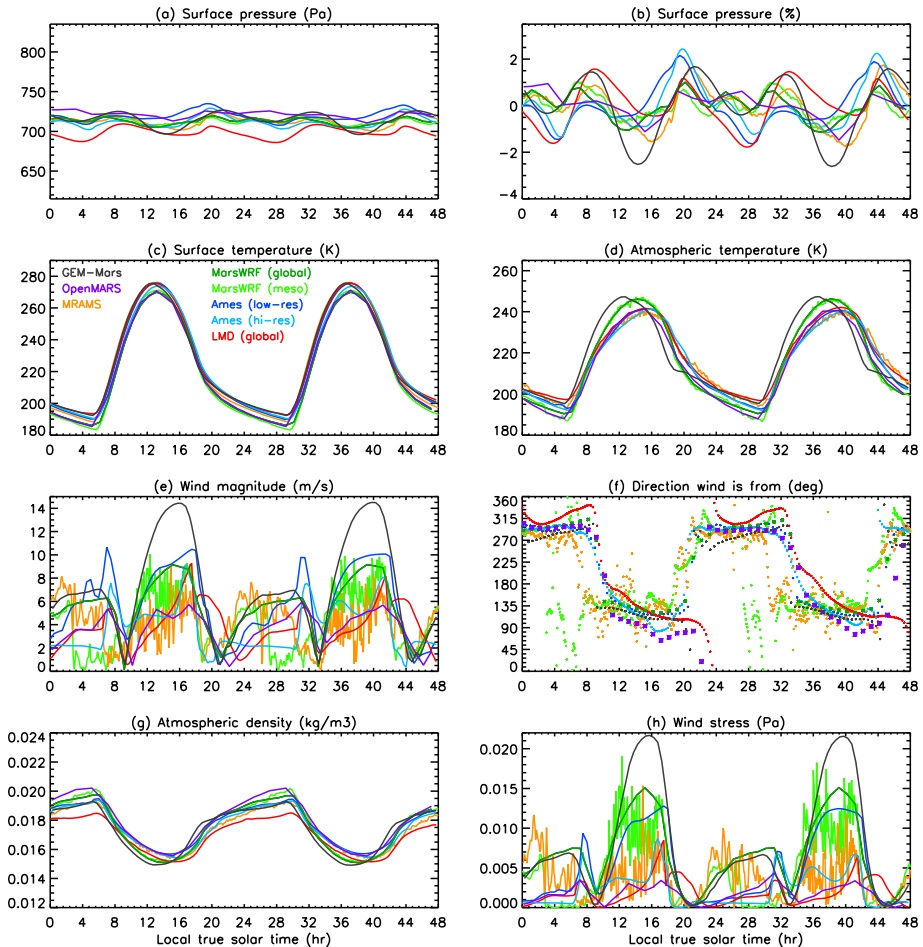 (a) Surface pressure (Pa)
800
750
700
650
0 4 8 12 16 20 24 28 32 36 40 44 48
(b) Surface pressure (%)
2
0
−2
−4
0 4 8 12 16 20 24 28 32 36 40 44 48
(c) Surface temperature (K)
280
260
240
220
200
180
GEM−Mars
OpenMARS
MRAMS
MarsWRF (global)
MarsWRF (meso)
Ames (low−res)
Ames (hi−res)
LMD (global)
0 4 8 12 16 20 24 28 32 36 40 44 48
(d) Atmospheric temperature (K)
260
240
220
200
180
0 4 8 12 16 20 24 28 32 36 40 44 48
(e) Wind magnitude (m/s)
14
12
10
8
6
4
2
0
0 4 8 12 16 20 24 28 32 36 40 44 48
(f) Direction wind is from (deg)
360
315
270
225
180
135
90
45
0
0 4 8 12 16 20 24 28 32 36 40 44 48
(g) Atmospheric density (kg/m3)
0.024
0.022
0.020
0.018
0.016
0.014
0.012
0 4 8 12 16 20 24 28 32 36 40 44 48
Local true solar time (hr)
(h) Wind stress (Pa)
0.020
0.015
0.010
0.005
0.000
0 4 8 12 16 20 24 28 32 36 40 44 48
Local true solar time (hr)